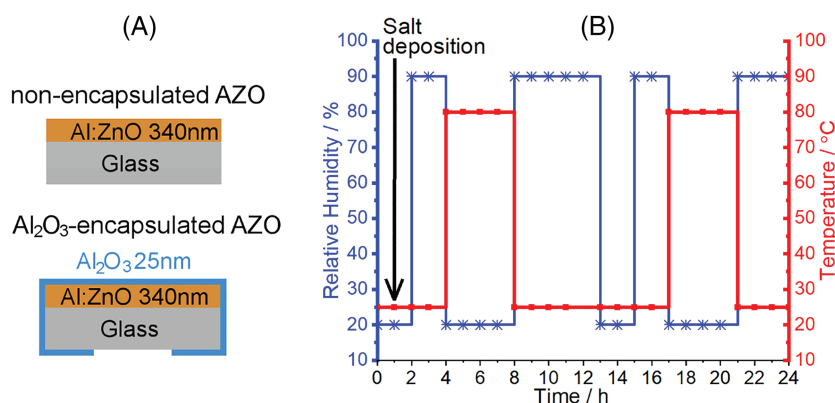 (A)
non-encapsulated AZO
Al:ZnO 340nm
Glass
Al₂O₃-encapsulated AZO
Al₂O₃ 25nm
Al:ZnO 340nm
Glass
(B)
Salt
deposition
100
90
80
70
60
50
40
30
20
10
Relative Humidity / %
0 2 4 6 8 10 12 14 16 18 20 22 24
Time / h
100
90
80
70
60
50
40
30
20
10
Temperature / °C